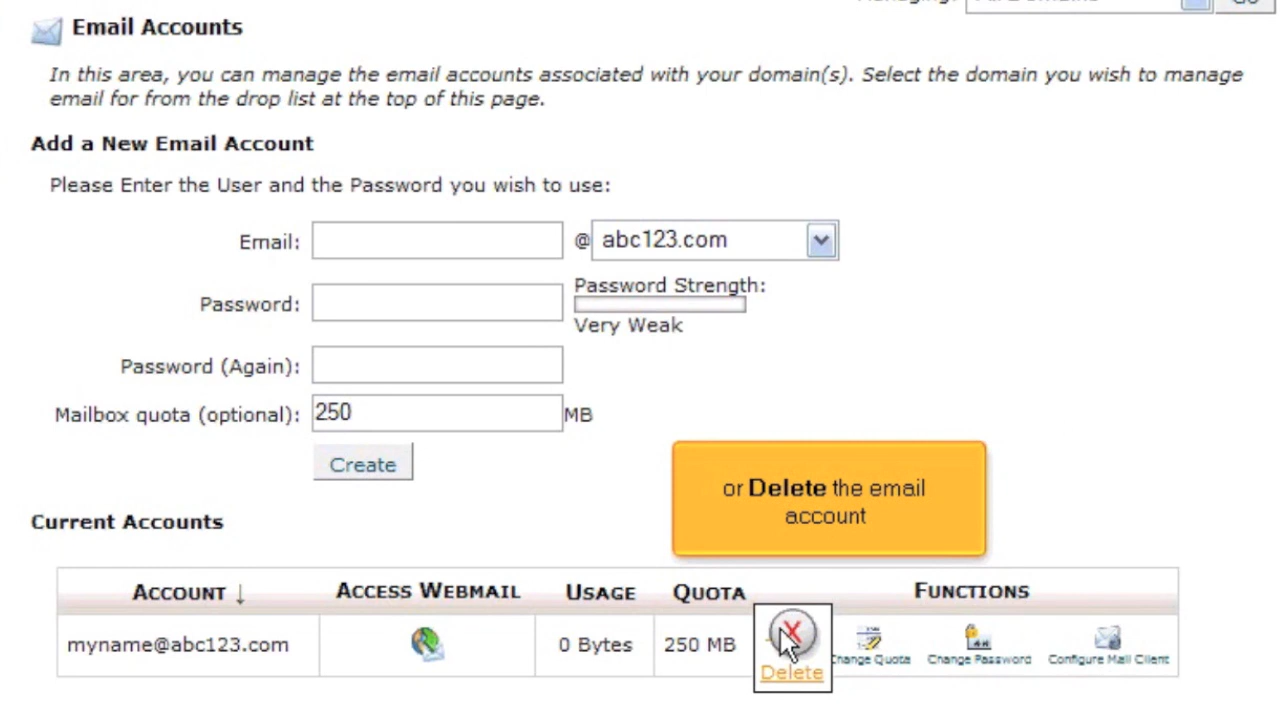 Email Accounts
In this area, you can manage the email accounts associated with your domain(s). Select the domain you wish to manage
email for from the drop list at the top of this page.
Add a New Email Account
Please Enter the User and the Password you wish to use:
Email: @ abc123.com
Password: Password Strength:
Very Weak
Password (Again):
Mailbox quota (optional): 250 MB
Create
or Delete the email
account
Current Accounts
ACCOUNT ↓ ACCESS WEBMAIL USAGE QUOTA FUNCTIONS
myname@abc123.com 0 Bytes 250 MB
Delete Change Quota Change Password Configure Mail Client